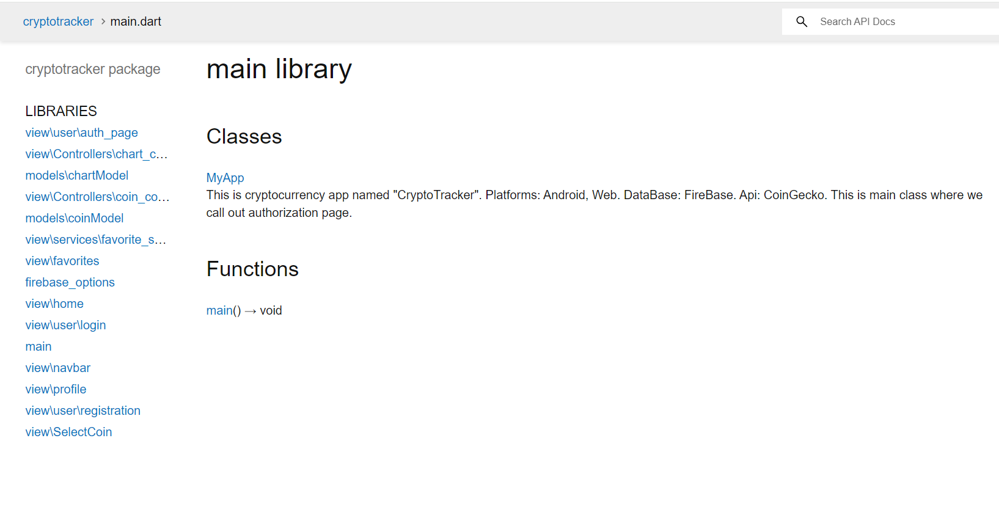 cryptotracker > main.dart
Search API Docs
cryptotracker package
LIBRARIES
view\user\auth_page
view\Controllers\chart_c...
models\chartModel
view\Controllers\coin_co...
models\coinModel
view\services\favorite_s...
view\favorites
firebase_options
view\home
view\user\login
main
view\navbar
view\profile
view\user\registration
view\SelectCoin
main library
Classes
MyApp
This is cryptocurrency app named "CryptoTracker". Platforms: Android, Web. DataBase: FireBase. Api: CoinGecko. This is main class where we
call out authorization page.
Functions
main() → void